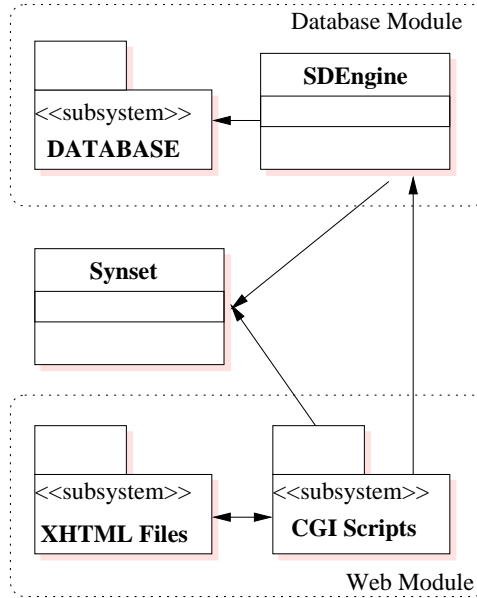 Database Module
SDEngine
<<subsystem>>
DATABASE
Synset
<<subsystem>>
XHTML Files
<<subsystem>>
CGI Scripts
Web Module